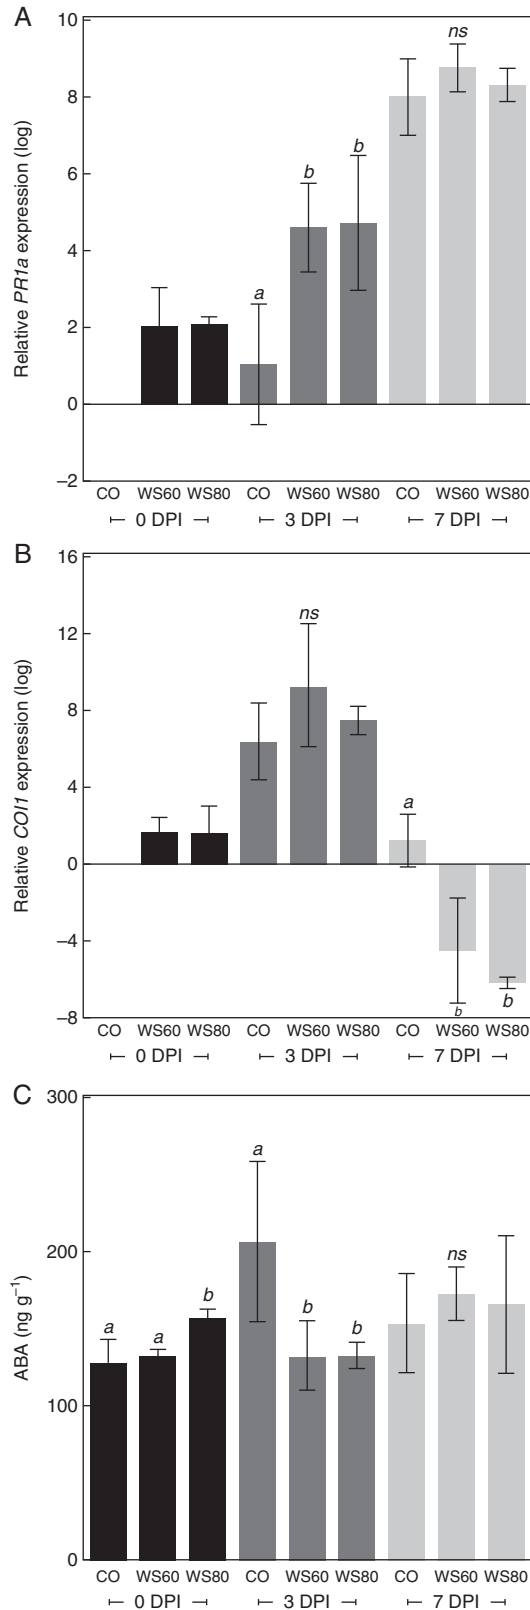 A
Relative PR1a expression (log)
10
8
6
4
2
0
–2
a
b
b
ns
CO WS60 WS80 CO WS60 WS80 CO WS60 WS80
0 DPI 3 DPI 7 DPI
B
Relative COI1 expression (log)
16
12
8
4
0
–4
–8
ns
a
b
b
CO WS60 WS80 CO WS60 WS80 CO WS60 WS80
0 DPI 3 DPI 7 DPI
C
ABA (ng g⁻¹)
300
200
100
0
a
a
b
a
b
b
ns
CO WS60 WS80 CO WS60 WS80 CO WS60 WS80
0 DPI 3 DPI 7 DPI